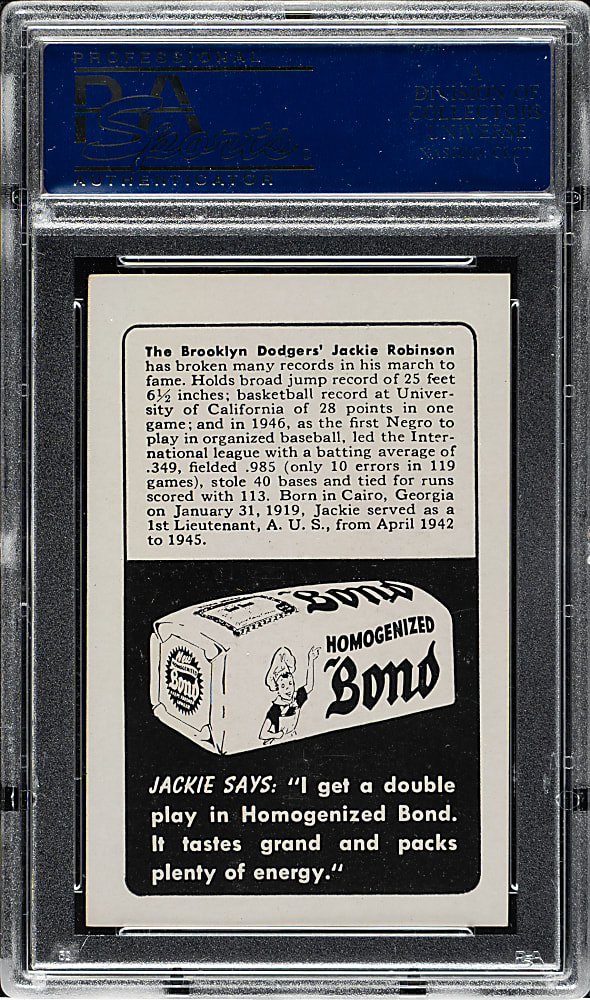 PROFESSIONAL
PSA
Sports
AUTHENTICATOR
A
DIVISION OF
COLLECTORS
UNIVERSE
NASDAQ: CLCT
The Brooklyn Dodgers' Jackie Robinson
has broken many records in his march to
fame. Holds broad jump record of 25 feet
6½ inches; basketball record at Univer-
sity of California of 28 points in one
game; and in 1946, as the first Negro to
play in organized baseball, led the Inter-
national league with a batting average of
.349, fielded .985 (only 10 errors in 119
games), stole 40 bases and tied for runs
scored with 113. Born in Cairo, Georgia
on January 31, 1919, Jackie served as a
1st Lieutenant, A. U. S., from April 1942
to 1945.
Bond
HOMOGENIZED
Bond
New
Bond
JACKIE SAYS: "I get a double
play in Homogenized Bond.
It tastes grand and packs
plenty of energy."
PSA